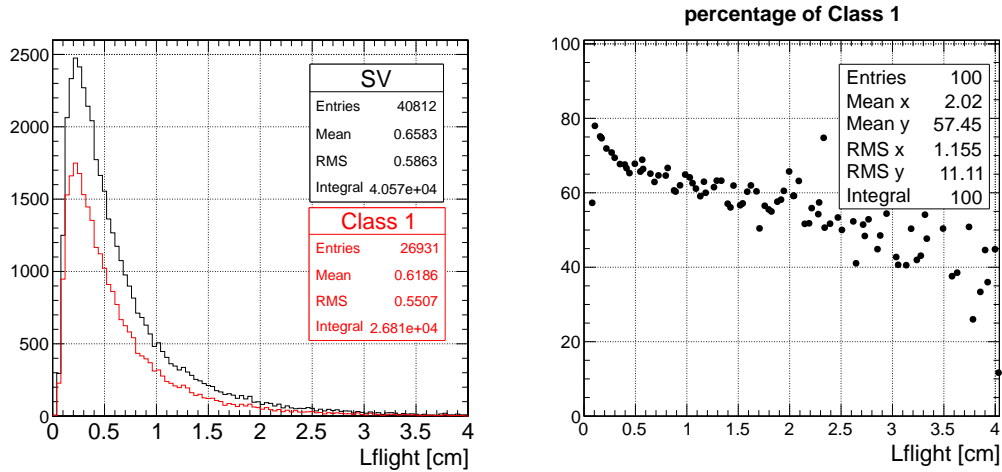 2500
2000
1500
1000
500
0
SV
Entries 40812
Mean 0.6583
RMS 0.5863
Integral 4.057e+04
Class 1
Entries 26931
Mean 0.6186
RMS 0.5507
Integral 2.681e+04
0 0.5 1 1.5 2 2.5 3 3.5 4
Lflight [cm]
percentage of Class 1
100
80
60
40
20
0
Entries 100
Mean x 2.02
Mean y 57.45
RMS x 1.155
RMS y 11.11
Integral 100
0 0.5 1 1.5 2 2.5 3 3.5 4
Lflight [cm]